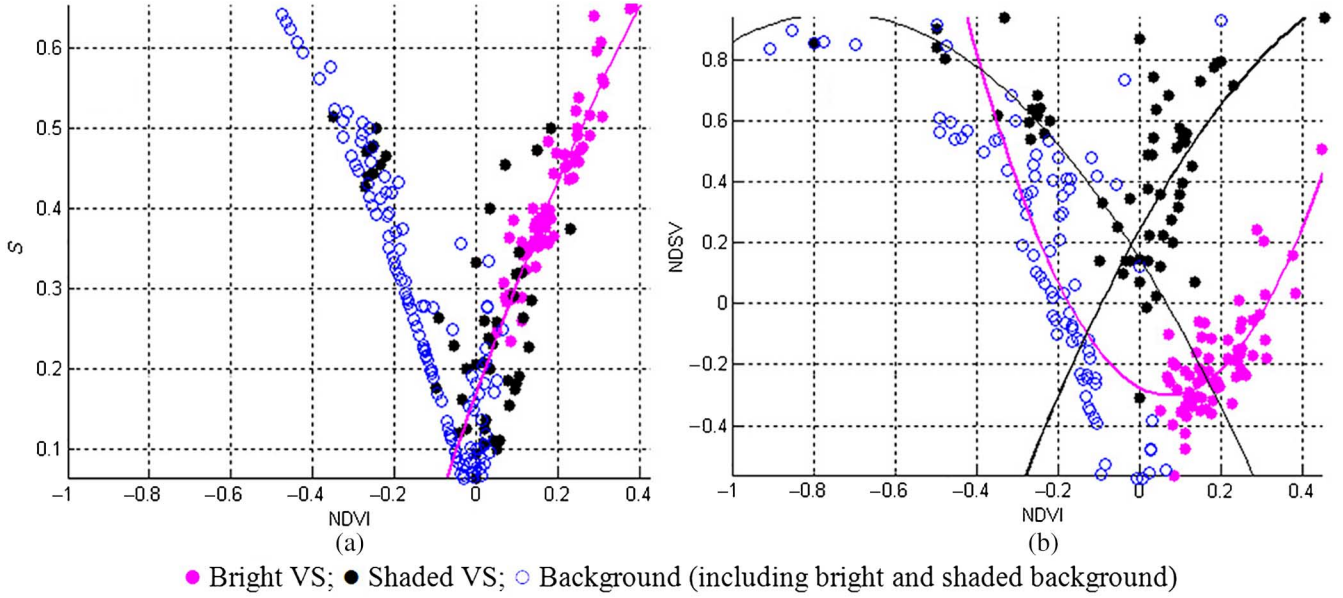 0.6
0.5
0.4
0.3
0.2
0.1
S
−1 −0.8 −0.6 −0.4 −0.2 0 0.2 0.4
NDVI
(a)
0.8
0.6
0.4
0.2
0
−0.2
−0.4
NDSV
−1 −0.8 −0.6 −0.4 −0.2 0 0.2 0.4
NDVI
(b)
Bright VS; Shaded VS; Background (including bright and shaded background)